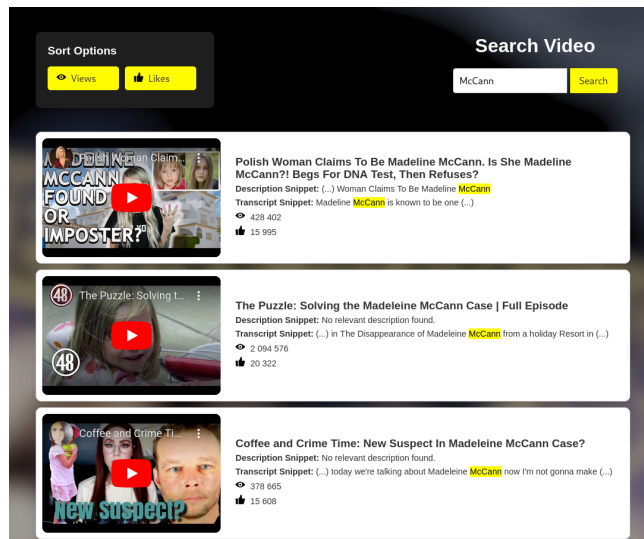 Sort Options
Views
Likes
Search Video
McCann
Search
Polish Woman Claim...
MADELINE
MCCANN
FOUND
OR
IMPOSTER?
Polish Woman Claims To Be Madeline McCann. Is She Madeline
McCann?! Begs For DNA Test, Then Refuses?
Description Snippet: (...) Woman Claims To Be Madeline McCann
Transcript Snippet: Madeline McCann is known to be one (...)
428 402
15 995
48
The Puzzle: Solving t...
48
The Puzzle: Solving the Madeleine McCann Case | Full Episode
Description Snippet: No relevant description found.
Transcript Snippet: (...) in The Disappearance of Madeleine McCann from a holiday Resort in (...)
2 094 576
20 322
Coffee and Crime Ti...
New Suspect?
Coffee and Crime Time: New Suspect In Madeleine McCann Case?
Description Snippet: No relevant description found.
Transcript Snippet: (...) today we're talking about Madeleine McCann now I'm not gonna make (...)
378 665
15 608